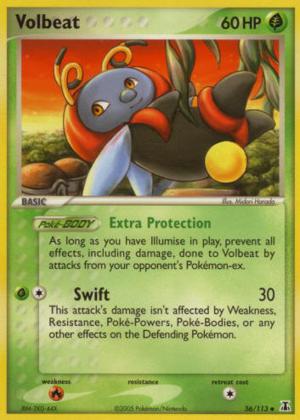 Volbeat 60 HP
Illus. Midori Harada
BASIC
Poké-BODY Extra Protection
As long as you have Illumise in play, prevent all
effects, including damage, done to Volbeat by
attacks from your opponent's Pokémon-ex.
Swift 30
This attack's damage isn't affected by Weakness,
Resistance, Poké-Powers, Poké-Bodies, or any
other effects on the Defending Pokémon.
weakness resistance retreat cost
©2005 Pokémon/Nintendo
36/113